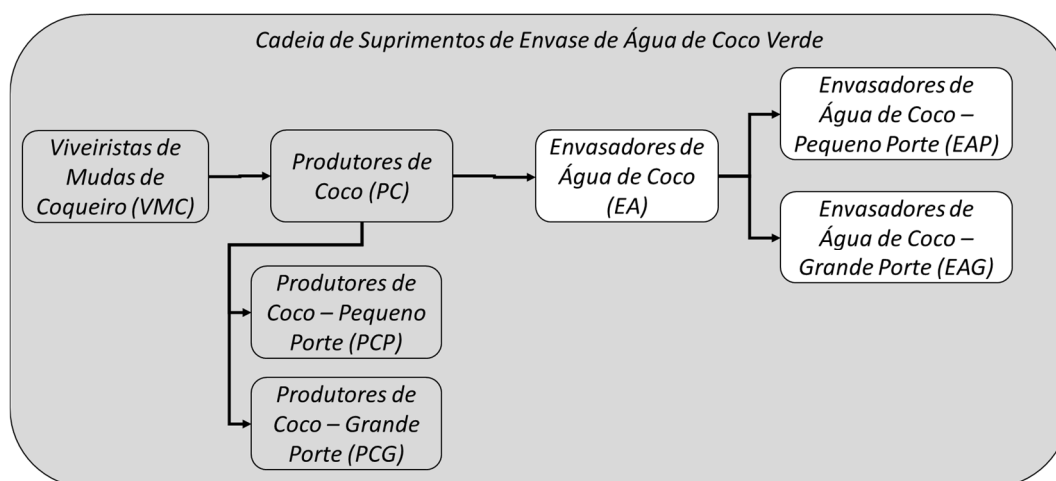 Cadeia de Suprimentos de Envase de Água de Coco Verde
Viveiristas de
Mudas de
Coqueiro (VMC)
Produtores de
Coco (PC)
Envasadores de
Água de Coco
(EA)
Envasadores de
Água de Coco –
Pequeno Porte (EAP)
Envasadores de
Água de Coco –
Grande Porte (EAG)
Produtores de
Coco – Pequeno
Porte (PCP)
Produtores de
Coco – Grande
Porte (PCG)